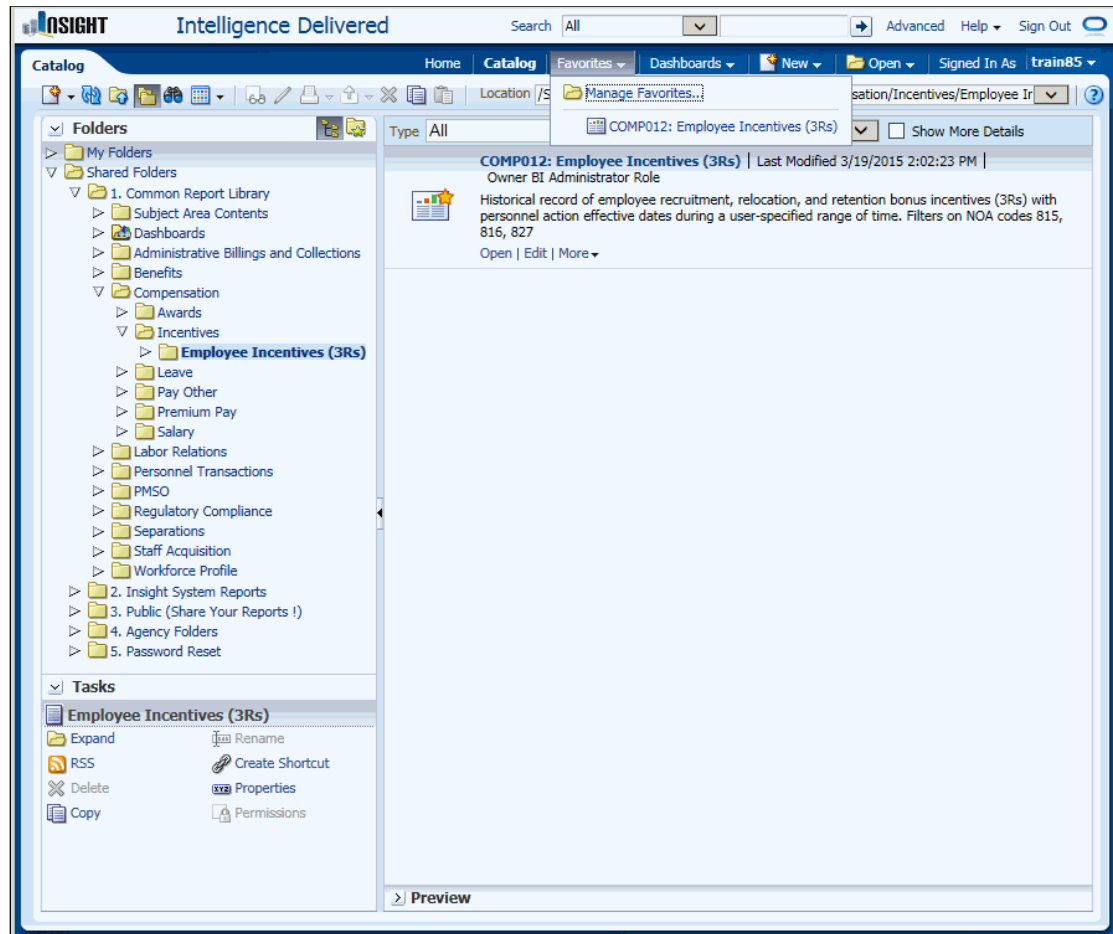 INSIGHT Intelligence Delivered Search All Advanced Help Sign Out
Catalog Home Catalog Favorites Dashboards New Open Signed In As train85
Location /S sation/Incentives/Employee Ir
Manage Favorites...
COMP012: Employee Incentives (3Rs)
Folders
My Folders
Shared Folders
1. Common Report Library
Subject Area Contents
Dashboards
Administrative Billings and Collections
Benefits
Compensation
Awards
Incentives
Employee Incentives (3Rs)
Leave
Pay Other
Premium Pay
Salary
Labor Relations
Personnel Transactions
PMSO
Regulatory Compliance
Separations
Staff Acquisition
Workforce Profile
2. Insight System Reports
3. Public (Share Your Reports !)
4. Agency Folders
5. Password Reset
Tasks
Employee Incentives (3Rs)
Expand Rename
RSS Create Shortcut
Delete XYZ Properties
Copy Permissions
Type All Show More Details
COMP012: Employee Incentives (3Rs) | Last Modified 3/19/2015 2:02:23 PM |
Owner BI Administrator Role
Historical record of employee recruitment, relocation, and retention bonus incentives (3Rs) with
personnel action effective dates during a user-specified range of time. Filters on NOA codes 815,
816, 827
Open | Edit | More
Preview